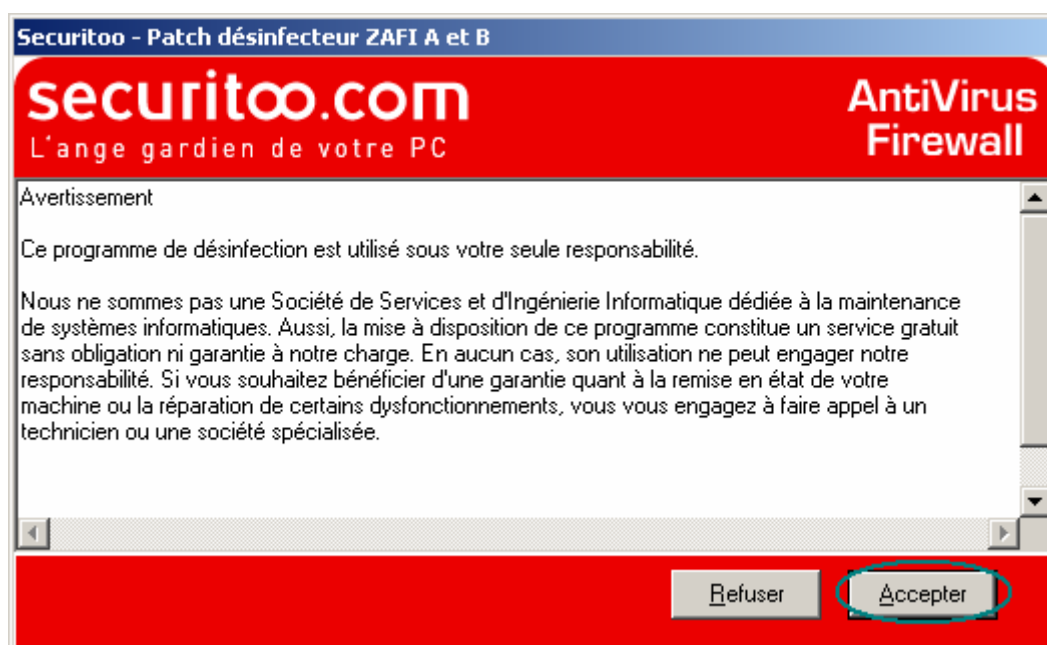 Securitoo - Patch désinfecteur ZAFI A et B
securitoo.com
L'ange gardien de votre PC
AntiVirus
Firewall
Avertissement
Ce programme de désinfection est utilisé sous votre seule responsabilité.
Nous ne sommes pas une Société de Services et d'Ingénierie Informatique dédiée à la maintenance
de systèmes informatiques. Aussi, la mise à disposition de ce programme constitue un service gratuit
sans obligation ni garantie à notre charge. En aucun cas, son utilisation ne peut engager notre
responsabilité. Si vous souhaitez bénéficier d'une garantie quant à la remise en état de votre
machine ou la réparation de certains dysfonctionnements, vous vous engagez à faire appel à un
technicien ou une société spécialisée.
Refuser
Accepter